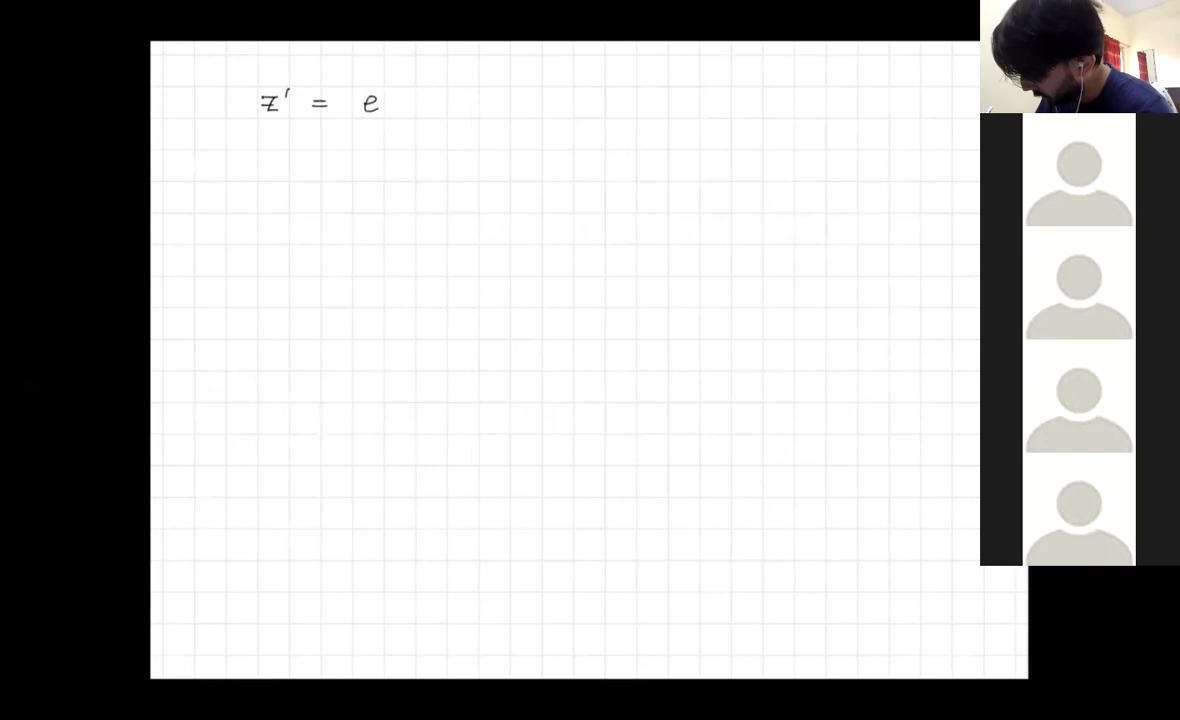 z' = e